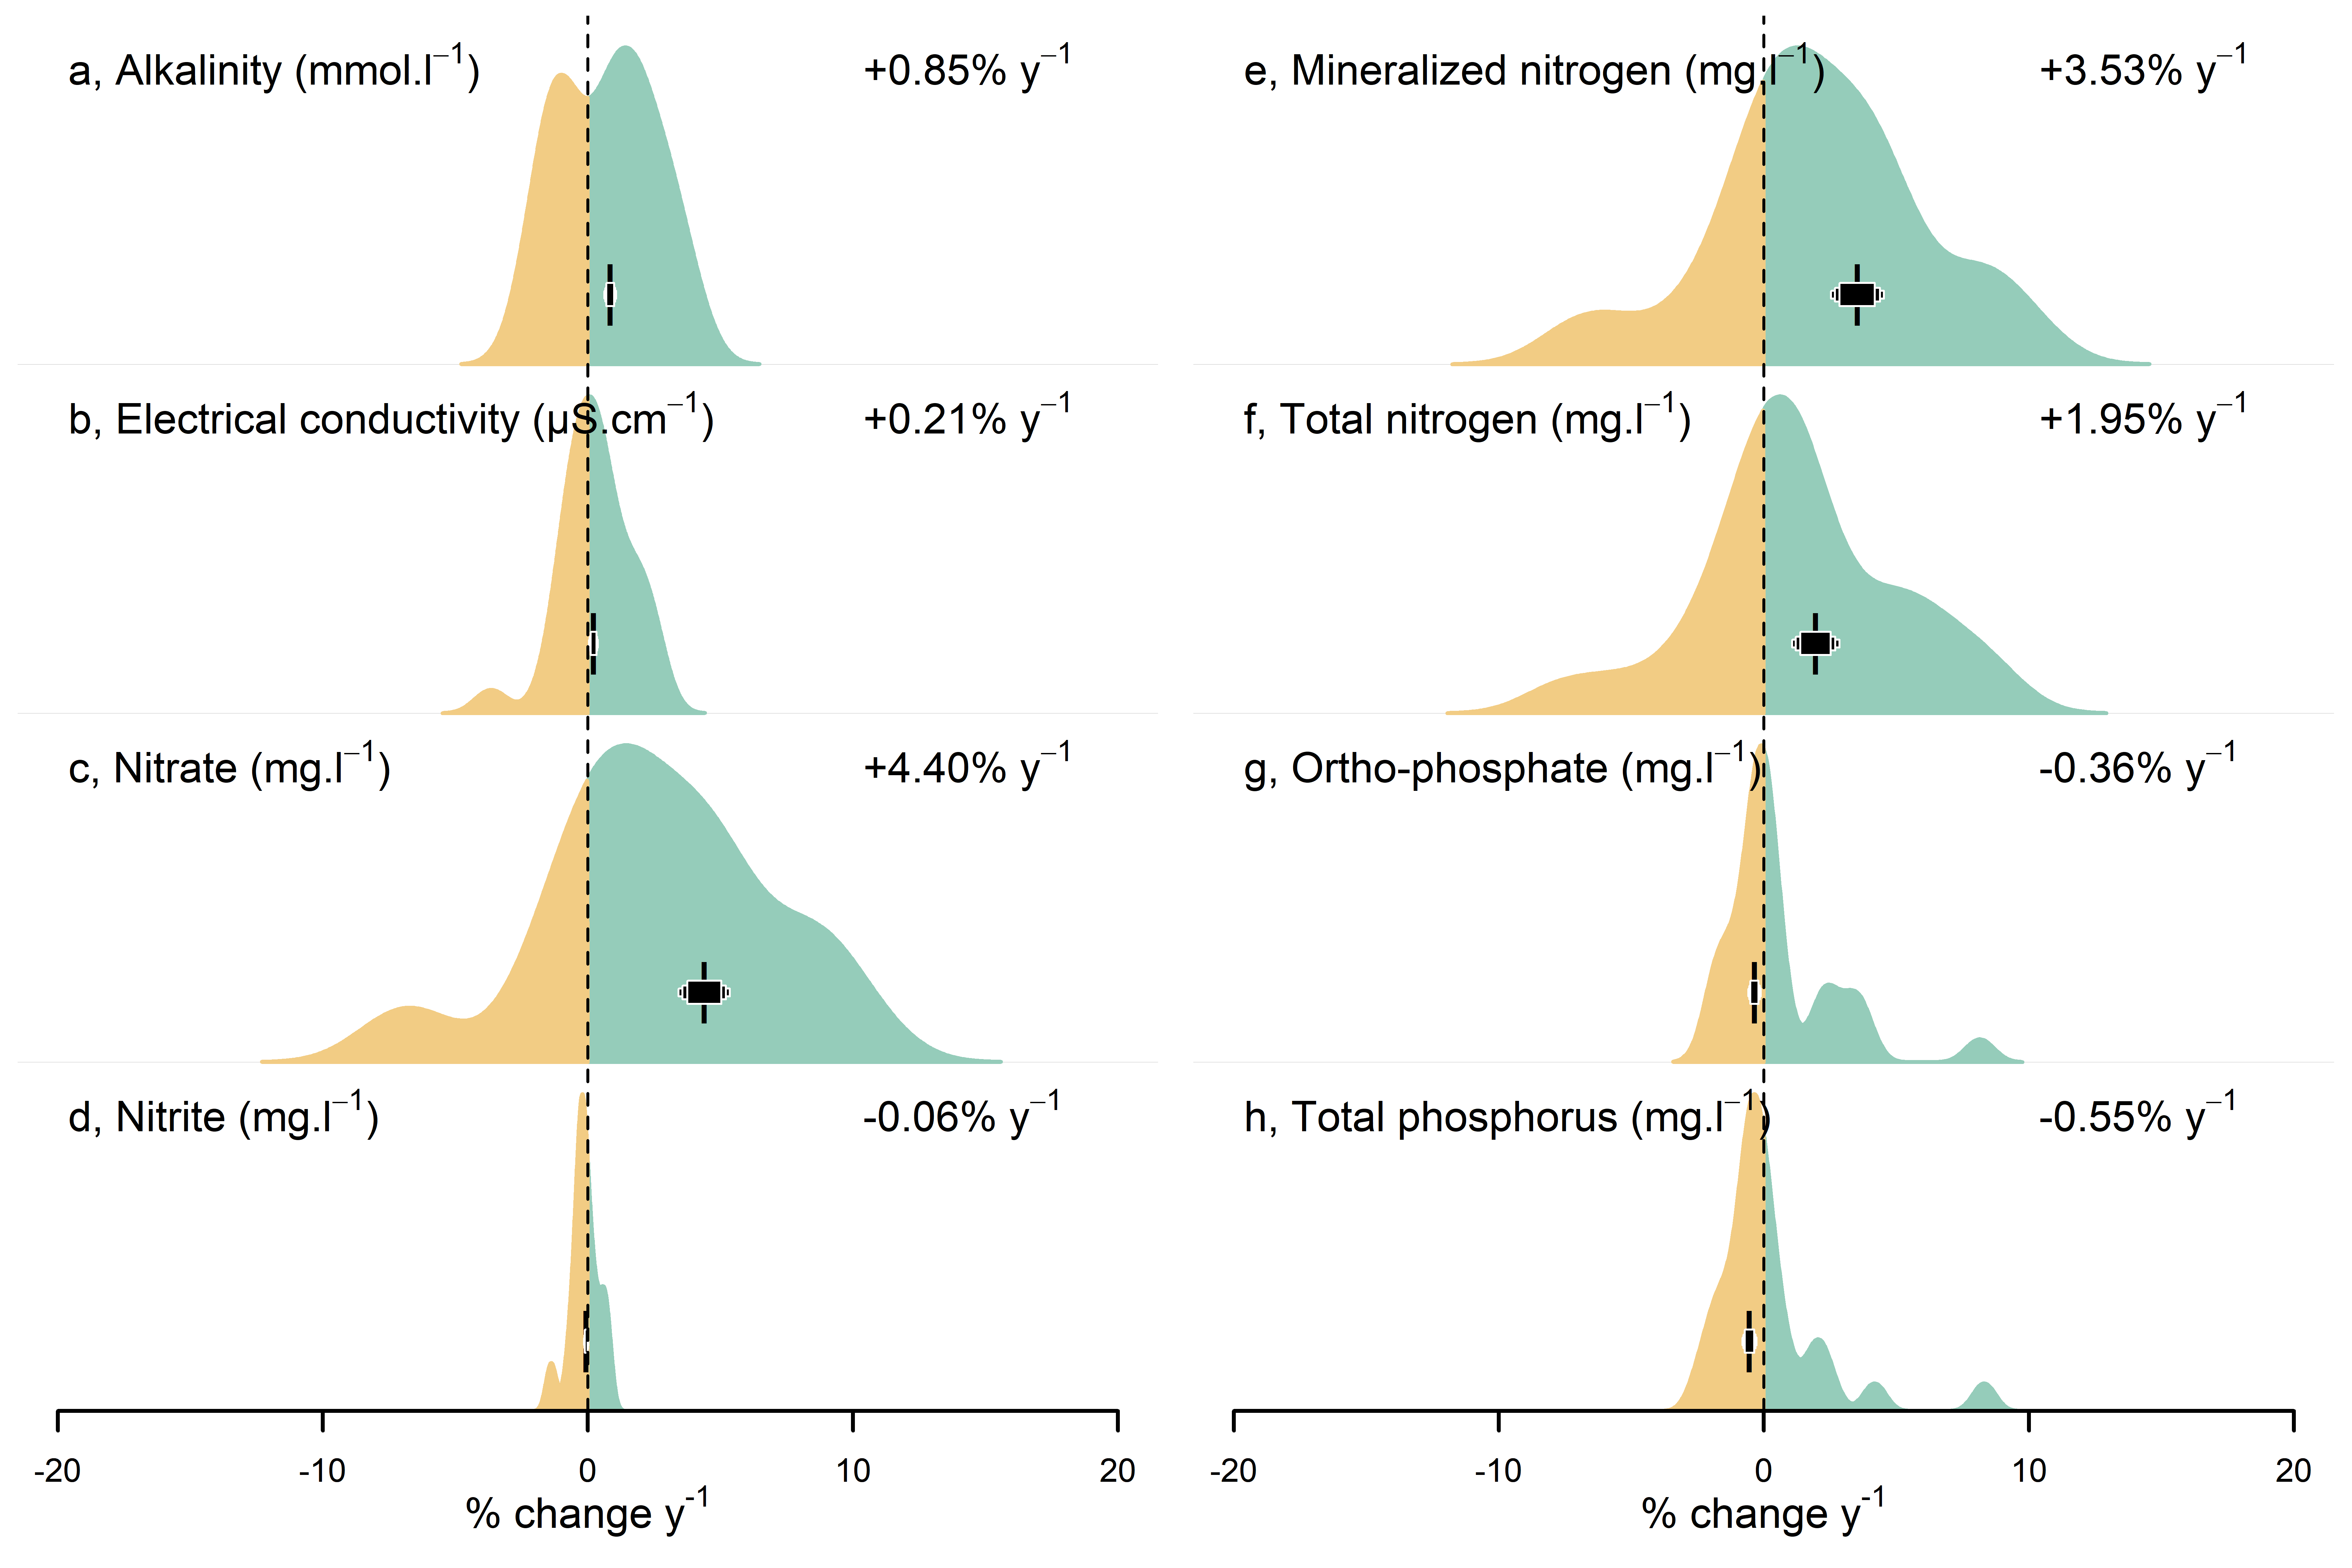 a, Alkalinity (mmol.l⁻¹) +0.85% y⁻¹
b, Electrical conductivity (µS.cm⁻¹) +0.21% y⁻¹
c, Nitrate (mg.l⁻¹) +4.40% y⁻¹
d, Nitrite (mg.l⁻¹) -0.06% y⁻¹
-20 -10 0 10 20
% change y⁻¹
e, Mineralized nitrogen (mg.l⁻¹) +3.53% y⁻¹
f, Total nitrogen (mg.l⁻¹) +1.95% y⁻¹
g, Ortho-phosphate (mg.l⁻¹) -0.36% y⁻¹
h, Total phosphorus (mg.l⁻¹) -0.55% y⁻¹
-20 -10 0 10 20
% change y⁻¹